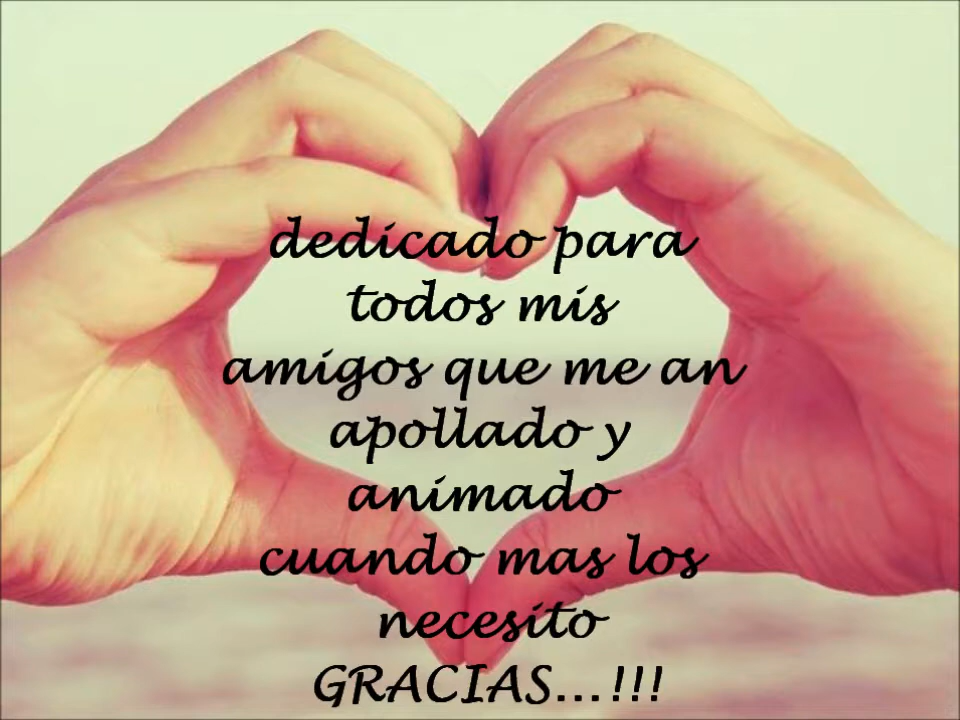 dedicado para
todos mis
amigos que me an
apollado y
animado
cuando mas los
necesito
GRACIAS...!!!